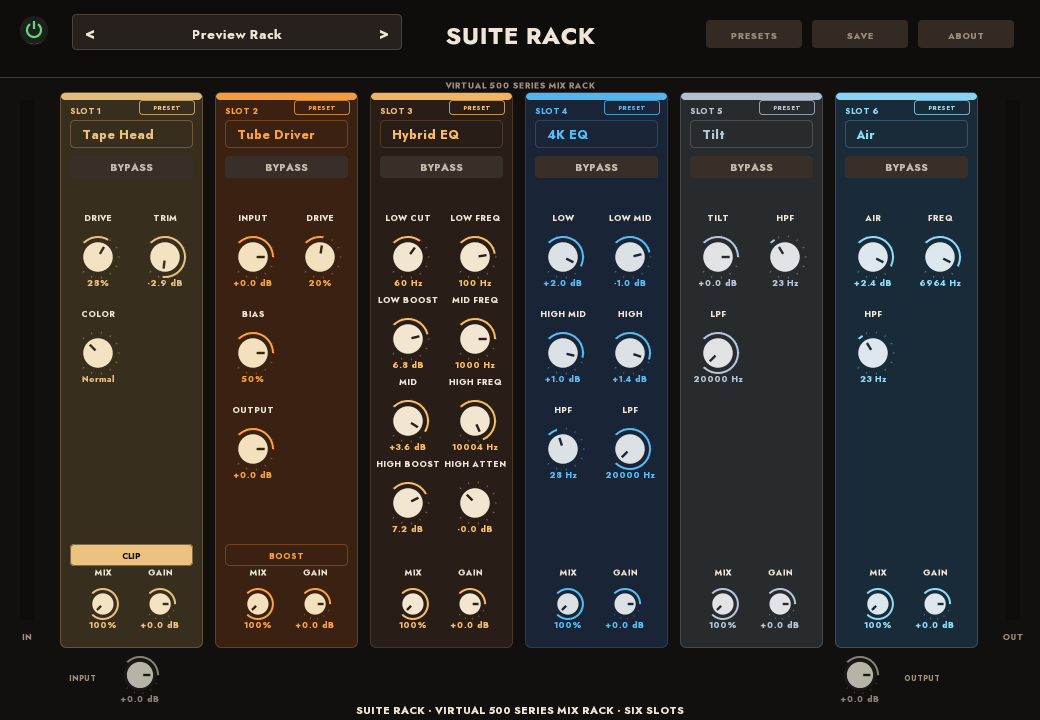 < Preview Rack >
SUITE RACK
PRESETS SAVE ABOUT
VIRTUAL 500 SERIES MIX RACK
SLOT 1 PRESET
Tape Head
BYPASS
DRIVE TRIM
28% -2.9 dB
COLOR
Normal
CLIP
MIX GAIN
100% +0.0 dB
SLOT 2 PRESET
Tube Driver
BYPASS
INPUT DRIVE
+0.0 dB 20%
BIAS
50%
OUTPUT
+0.0 dB
BOOST
MIX GAIN
100% +0.0 dB
SLOT 3 PRESET
Hybrid EQ
BYPASS
LOW CUT LOW FREQ
60 Hz 100 Hz
LOW BOOST MID FREQ
6.8 dB 1000 Hz
MID HIGH FREQ
+3.6 dB 10004 Hz
HIGH BOOST HIGH ATTEN
7.2 dB -0.0 dB
MIX GAIN
100% +0.0 dB
SLOT 4 PRESET
4K EQ
BYPASS
LOW LOW MID
+2.0 dB -1.0 dB
HIGH MID HIGH
+1.0 dB +1.4 dB
HPF LPF
28 Hz 20000 Hz
MIX GAIN
100% +0.0 dB
SLOT 5 PRESET
Tilt
BYPASS
TILT HPF
+0.0 dB 23 Hz
LPF
20000 Hz
MIX GAIN
100% +0.0 dB
SLOT 6 PRESET
Air
BYPASS
AIR FREQ
+2.4 dB 6964 Hz
HPF
23 Hz
MIX GAIN
100% +0.0 dB
IN
OUT
INPUT
+0.0 dB
OUTPUT
+0.0 dB
SUITE RACK · VIRTUAL 500 SERIES MIX RACK · SIX SLOTS